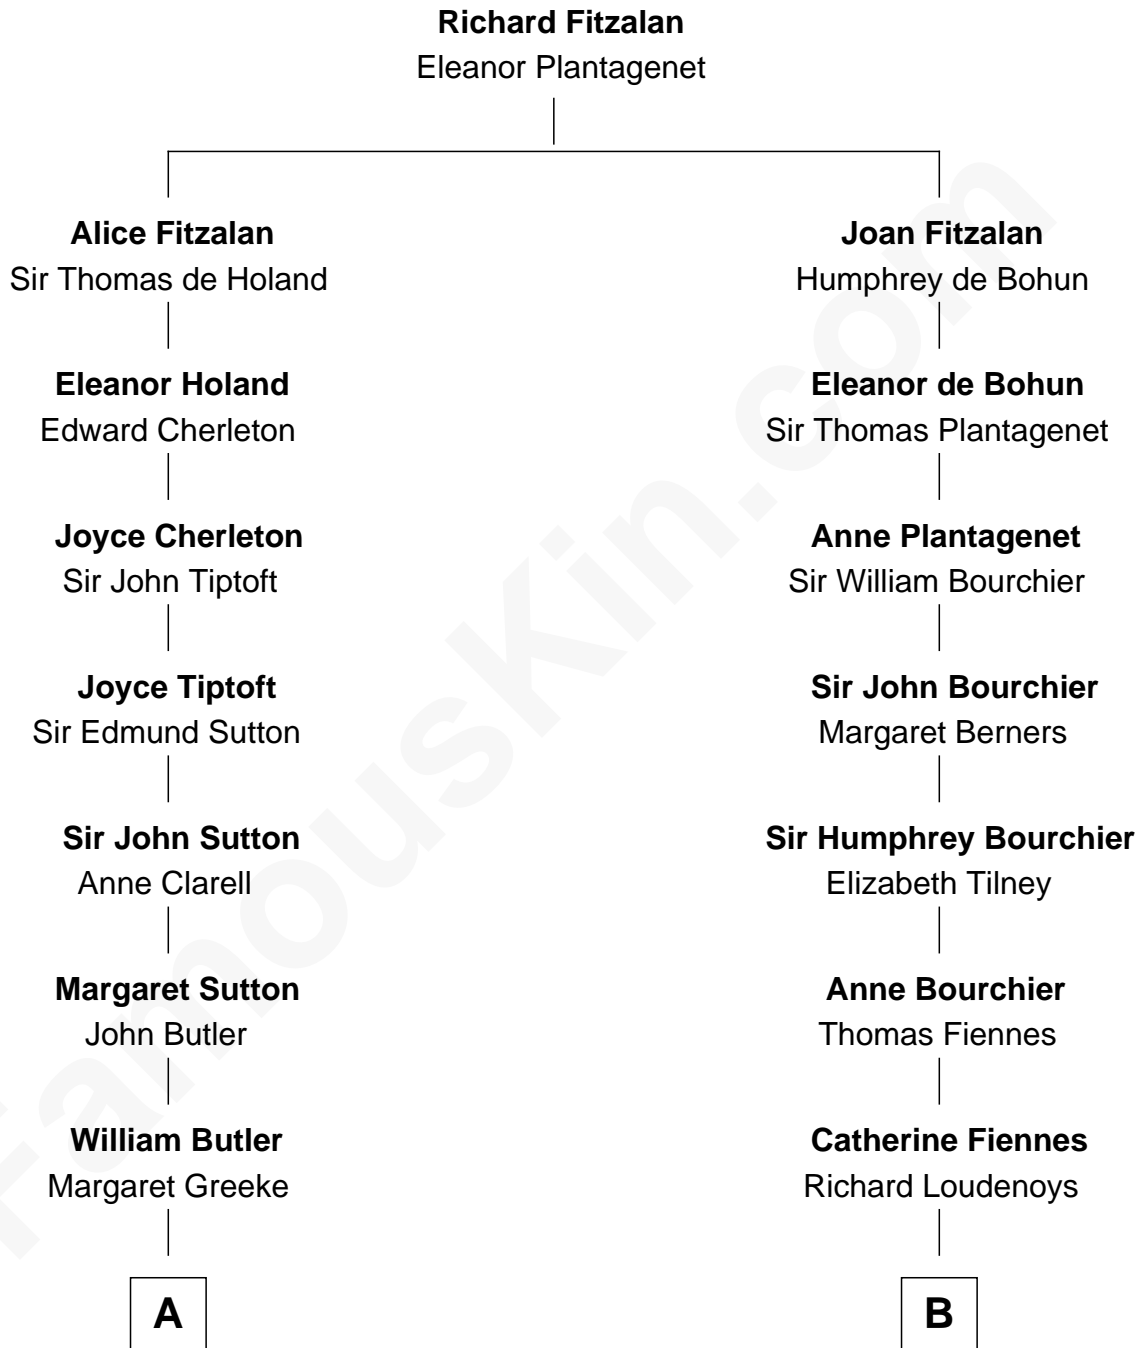 Richard Fitzalan
Eleanor Plantagenet
Alice Fitzalan
Sir Thomas de Holand
Joan Fitzalan
Humphrey de Bohun
Eleanor Holand
Edward Cherleton
Eleanor de Bohun
Sir Thomas Plantagenet
Joyce Cherleton
Sir John Tiptoft
Anne Plantagenet
Sir William Bourchier
Joyce Tiptoft
Sir Edmund Sutton
Sir John Bourchier
Margaret Berners
Sir John Sutton
Anne Clarell
Sir Humphrey Bourchier
Elizabeth Tilney
Margaret Sutton
John Butler
Anne Bourchier
Thomas Fiennes
William Butler
Margaret Greeke
Catherine Fiennes
Richard Loudenoys
A
B
FamousKin.com